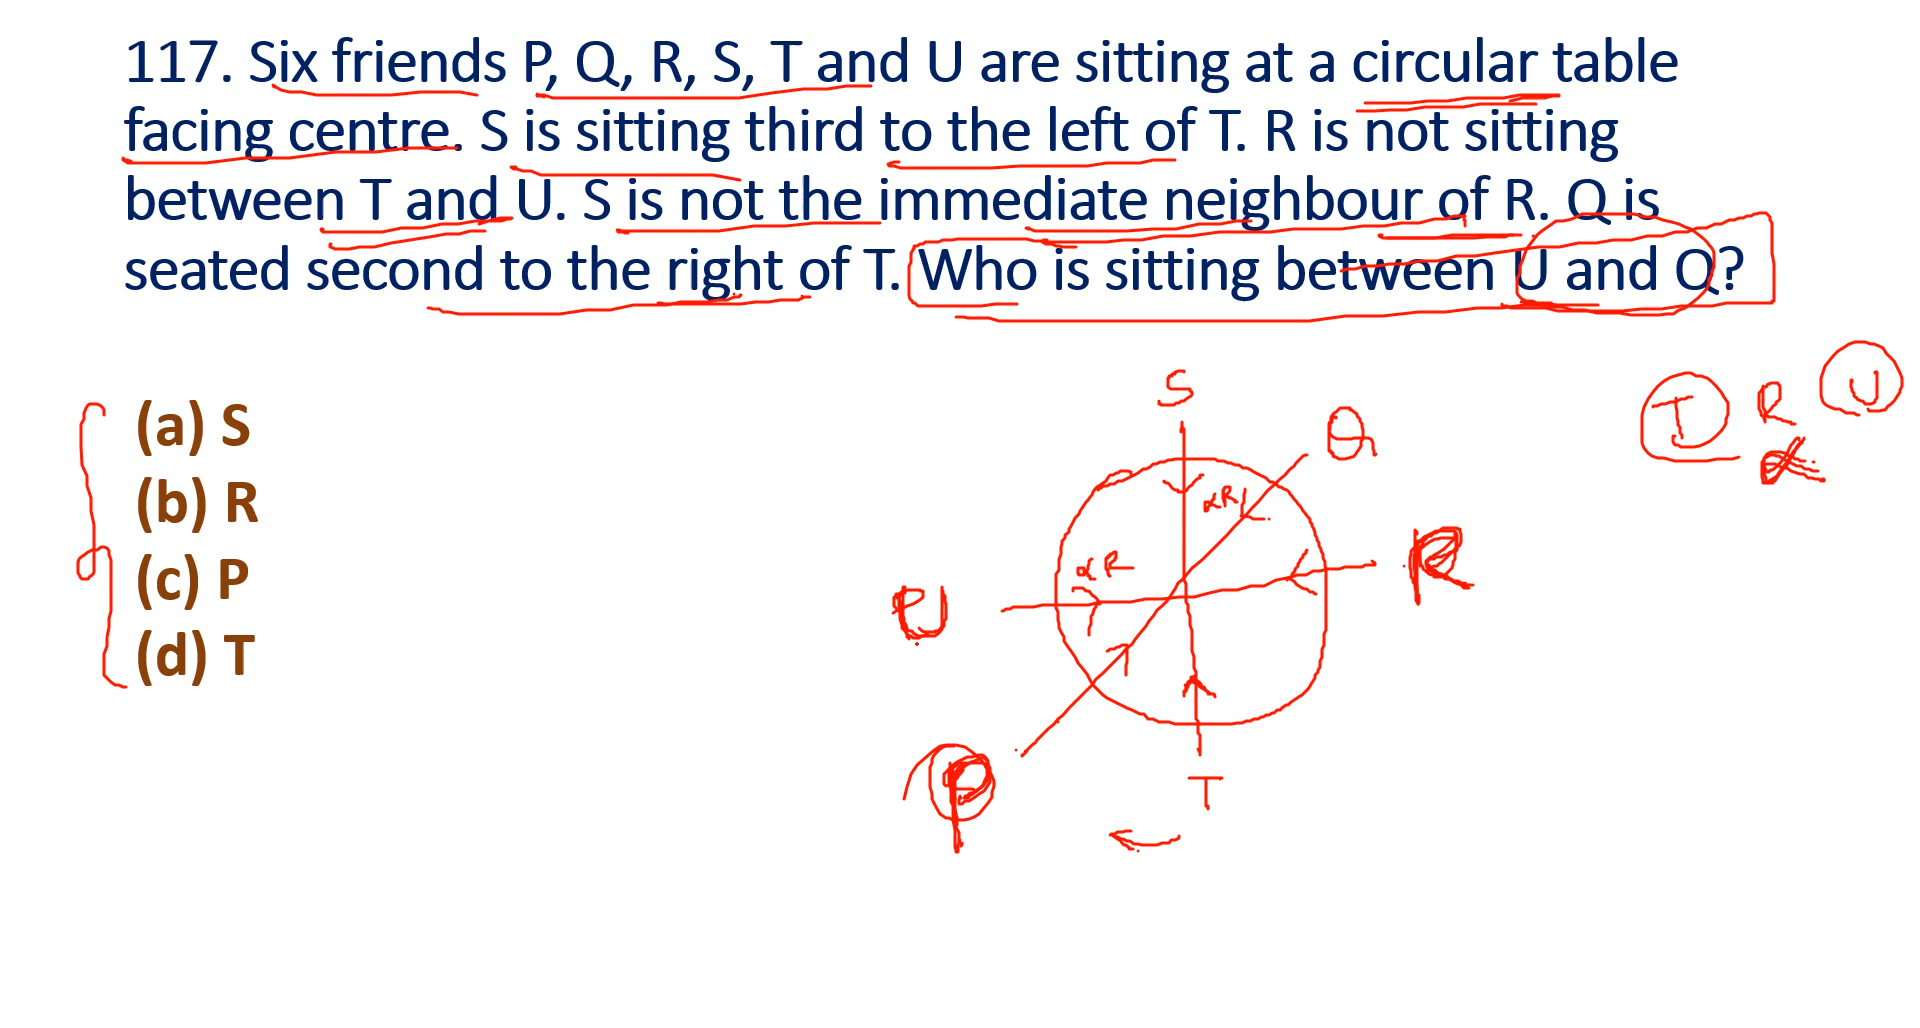 117. Six friends P, Q, R, S, T and U are sitting at a circular table
facing centre. S is sitting third to the left of T. R is not sitting
between T and U. S is not the immediate neighbour of R. Q is
seated second to the right of T. Who is sitting between U and Q?
(a) S
(b) R
(c) P
(d) T
S
Q
T R U
R
U
P
T